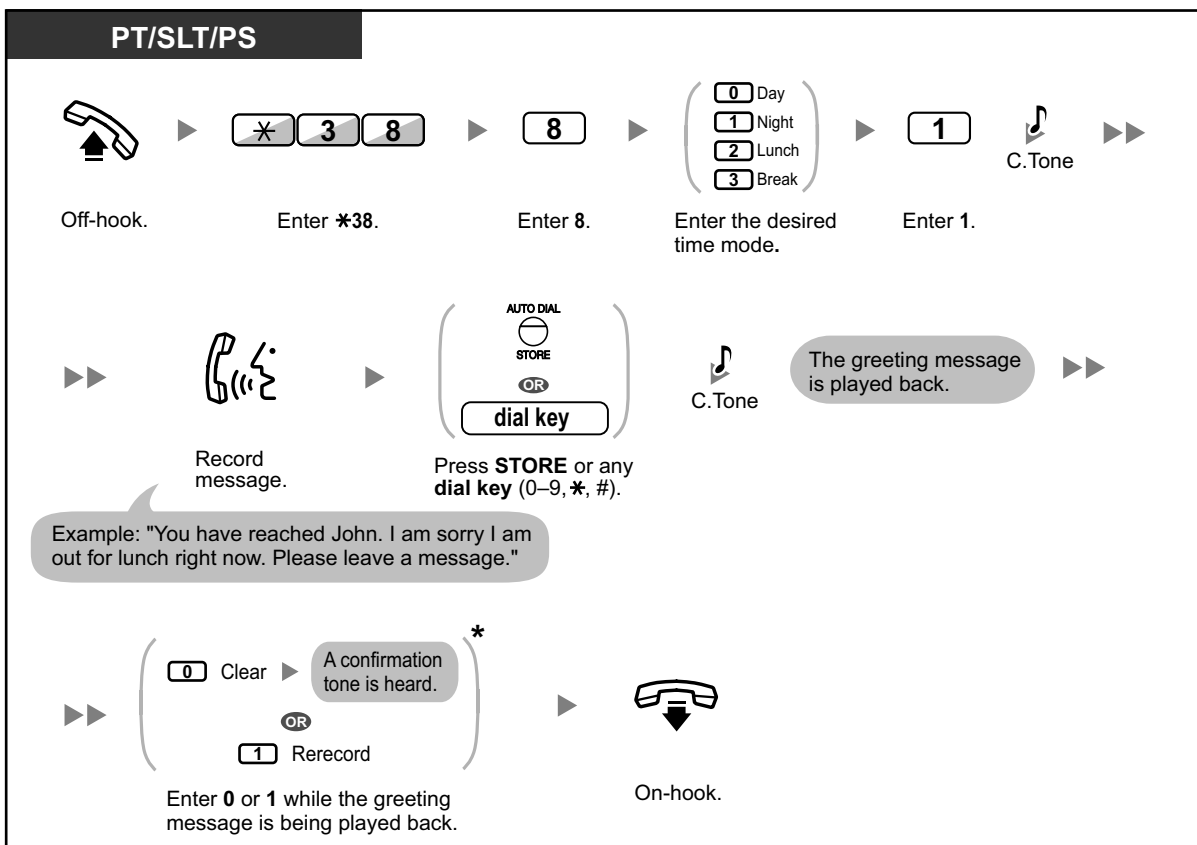 PT/SLT/PS
0 Day
1 Night
2 Lunch
3 Break
* 3 8
8
1
C.Tone
Off-hook.
Enter *38.
Enter 8.
Enter the desired
time mode.
Enter 1.
AUTO DIAL
STORE
OR
dial key
C.Tone
The greeting message
is played back.
Record
message.
Press STORE or any
dial key (0–9, *, #).
Example: "You have reached John. I am sorry I am
out for lunch right now. Please leave a message."
*
0 Clear
A confirmation
tone is heard.
OR
1 Rerecord
Enter 0 or 1 while the greeting
message is being played back.
On-hook.